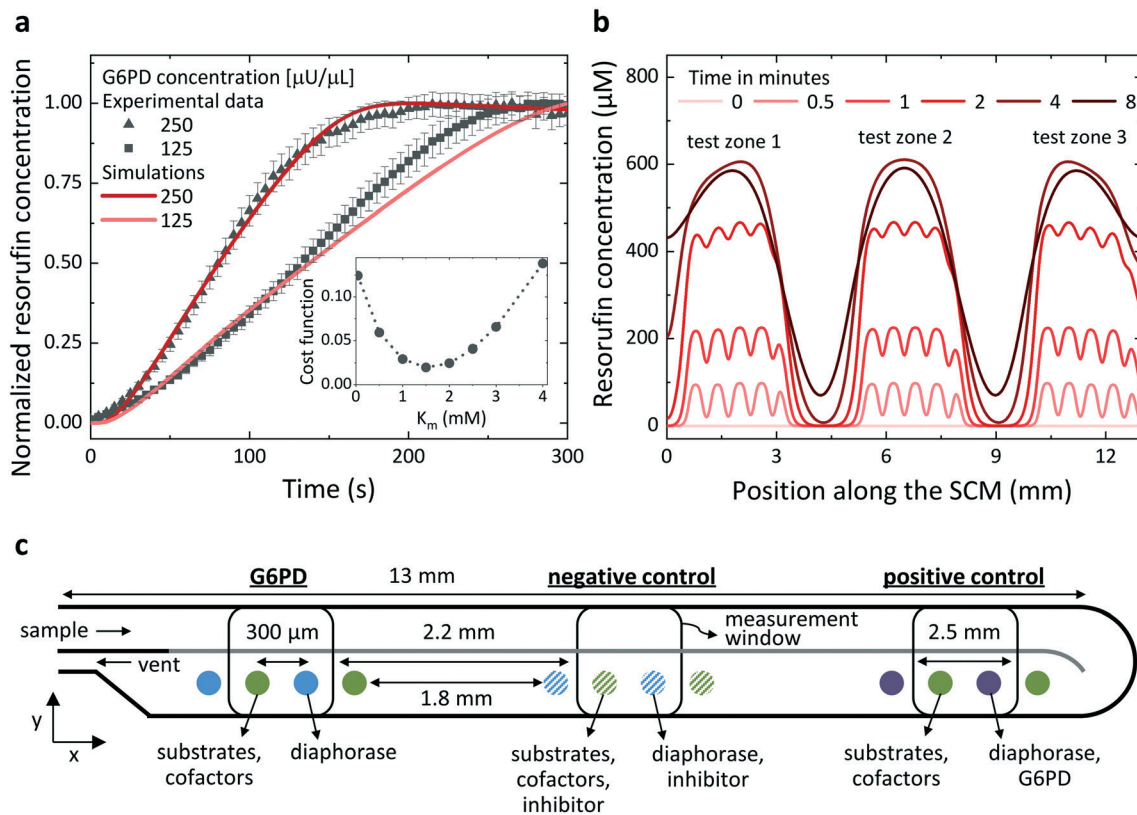 a
G6PD concentration [μU/μL]
Experimental data
250
125
Simulations
250
125
Normalized resorufin concentration
1.00
0.75
0.50
0.25
0.00
0
100
200
300
Time (s)
Cost function
0.10
0.05
0.00
0
1
2
3
4
Km (mM)
b
Time in minutes
0
0.5
1
2
4
8
test zone 1
test zone 2
test zone 3
Resorufin concentration (μM)
800
600
400
200
0
0
3
6
9
12
Position along the SCM (mm)
c
G6PD
13 mm
negative control
positive control
sample
300 μm
2.2 mm
measurement
window
2.5 mm
vent
1.8 mm
y
x
substrates,
cofactors
diaphorase
substrates,
cofactors,
inhibitor
diaphorase,
inhibitor
substrates,
cofactors
diaphorase,
G6PD